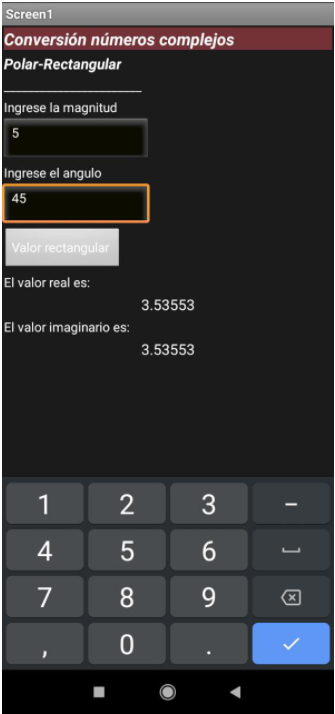 Screen1
Conversión números complejos
Polar-Rectangular
Ingrese la magnitud
5
Ingrese el angulo
45
Valor rectangular
El valor real es:
3.53553
El valor imaginario es:
3.53553
1 2 3 –
4 5 6
7 8 9
, 0 .